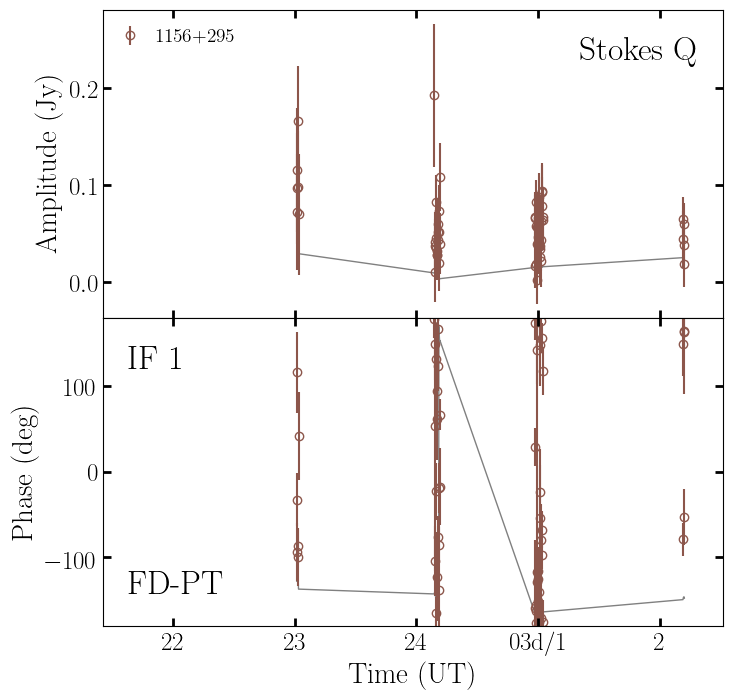 1156+295
Stokes Q
Amplitude (Jy)
0.2
0.1
0.0
IF 1
Phase (deg)
100
0
−100
FD-PT
22 23 24 03d/1 2
Time (UT)